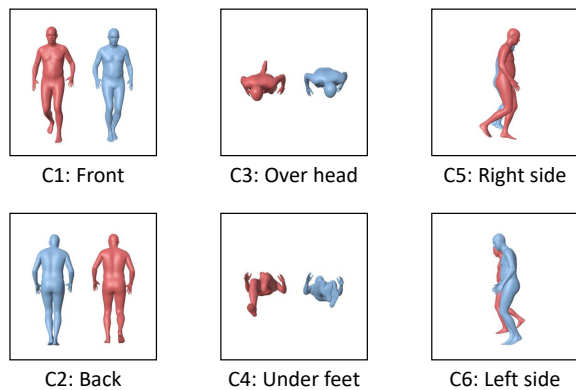 C1: Front
C3: Over head
C5: Right side
C2: Back
C4: Under feet
C6: Left side